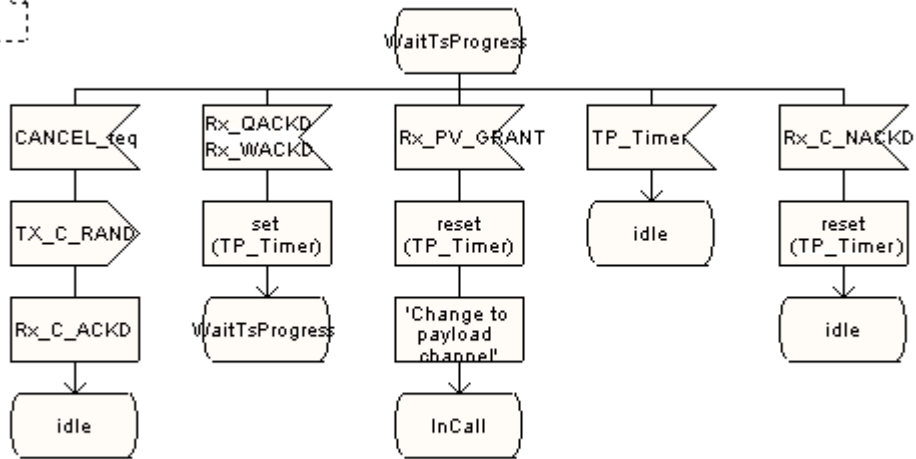 WaitTsProgress
CANCEL_req
Rx_QACKD
Rx_WACKD
Rx_PV_GRANT
TP_Timer
Rx_C_NACKD
TX_C_RAND
set
(TP_Timer)
reset
(TP_Timer)
idle
reset
(TP_Timer)
Rx_C_ACKD
WaitTsProgress
'Change to
payload
channel'
idle
idle
InCall